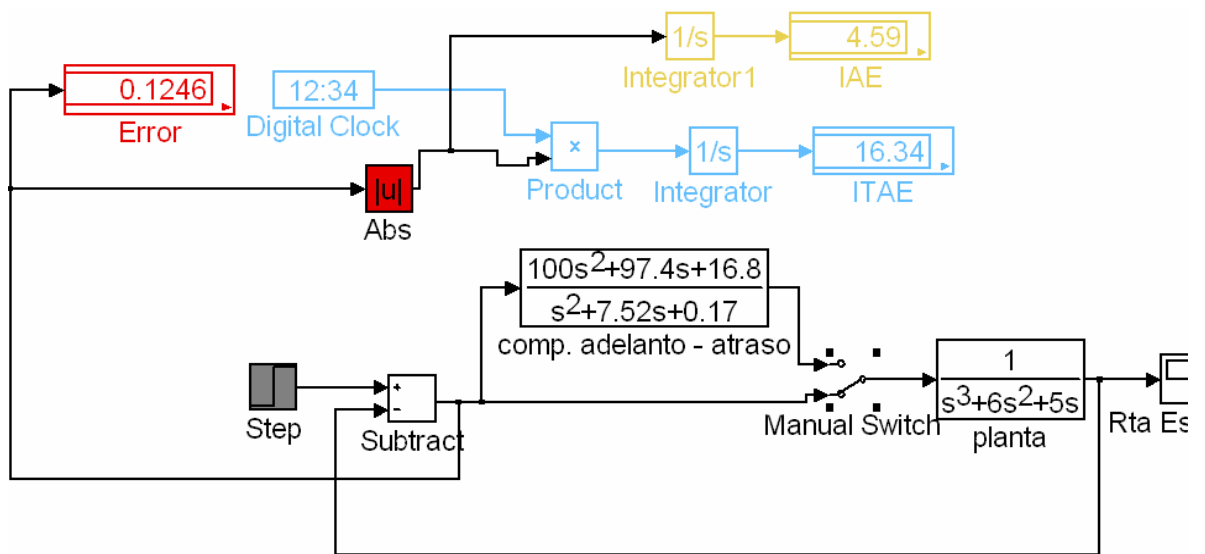 1/s
4.59
Integrator1
IAE
0.1246
Error
12:34
Digital Clock
×
Product
1/s
Integrator
16.34
ITAE
|u|
Abs
100s2+97.4s+16.8
s2+7.52s+0.17
comp. adelanto - atraso
Step
+
−
Subtract
Manual Switch
1
s3+6s2+5s
planta
Rta Es